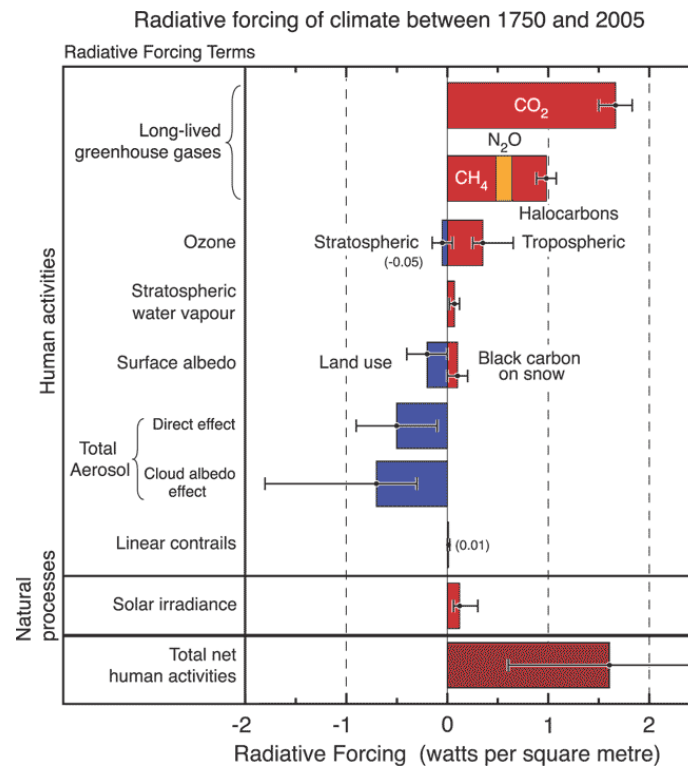 Radiative forcing of climate between 1750 and 2005
Radiative Forcing Terms
Human activities
Long-lived
greenhouse gases
CO₂
N₂O
CH₄
Halocarbons
Ozone
Stratospheric
(-0.05)
Tropospheric
Stratospheric
water vapour
Surface albedo
Land use
Black carbon
on snow
Total
Aerosol
Direct effect
Cloud albedo
effect
Linear contrails
(0.01)
Natural
processes
Solar irradiance
Total net
human activities
-2 -1 0 1 2
Radiative Forcing (watts per square metre)